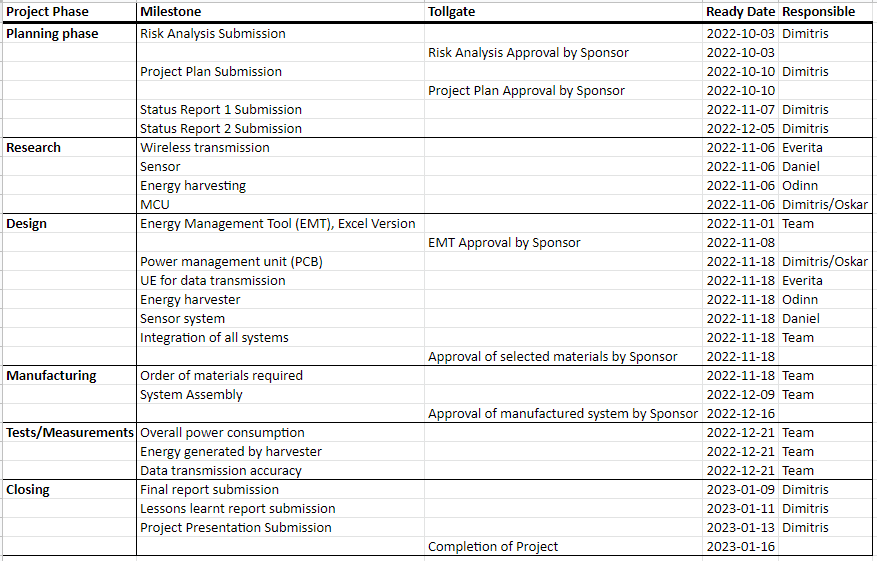 Project Phase Milestone Tollgate Ready Date Responsible
Planning phase Risk Analysis Submission 2022-10-03 Dimitris
Risk Analysis Approval by Sponsor 2022-10-03
Project Plan Submission 2022-10-10 Dimitris
Project Plan Approval by Sponsor 2022-10-10
Status Report 1 Submission 2022-11-07 Dimitris
Status Report 2 Submission 2022-12-05 Dimitris
Research Wireless transmission 2022-11-06 Everita
Sensor 2022-11-06 Daniel
Energy harvesting 2022-11-06 Odinn
MCU 2022-11-06 Dimitris/Oskar
Design Energy Management Tool (EMT), Excel Version 2022-11-01 Team
EMT Approval by Sponsor 2022-11-08
Power management unit (PCB) 2022-11-18 Dimitris/Oskar
UE for data transmission 2022-11-18 Everita
Energy harvester 2022-11-18 Odinn
Sensor system 2022-11-18 Daniel
Integration of all systems 2022-11-18 Team
Approval of selected materials by Sponsor 2022-11-18
Manufacturing Order of materials required 2022-11-18 Team
System Assembly 2022-12-09 Team
Approval of manufactured system by Sponsor 2022-12-16
Tests/Measurements Overall power consumption 2022-12-21 Team
Energy generated by harvester 2022-12-21 Team
Data transmission accuracy 2022-12-21 Team
Closing Final report submission 2023-01-09 Dimitris
Lessons learnt report submission 2023-01-11 Dimitris
Project Presentation Submission 2023-01-13 Dimitris
Completion of Project 2023-01-16